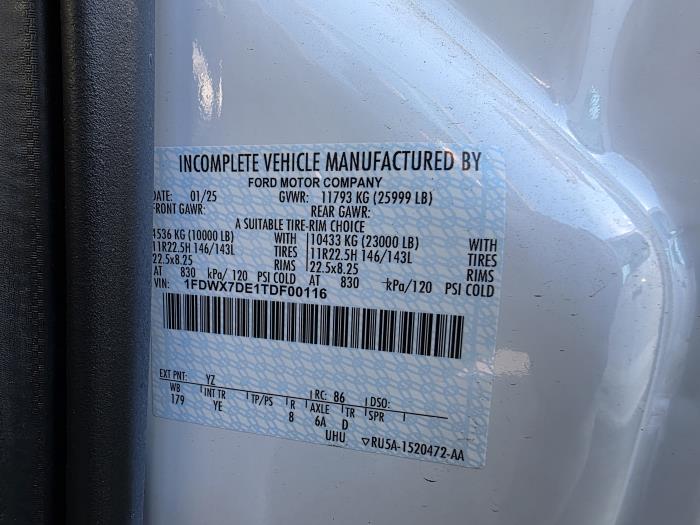 INCOMPLETE VEHICLE MANUFACTURED BY
FORD MOTOR COMPANY
DATE: 01/25 GVWR: 11793 KG (25999 LB)
FRONT GAWR: REAR GAWR:
A SUITABLE TIRE-RIM CHOICE
4536 KG (10000 LB) WITH 10433 KG (23000 LB) WITH
11R22.5H 146/143L TIRES 11R22.5H 146/143L TIRES
22.5x8.25 RIMS 22.5x8.25 RIMS
AT 830 kPa/120 PSI COLD AT 830 kPa/120 PSI COLD
VIN: 1FDWX7DE1TDF00116
EXT PNT: YZ RC: 86 DSO:
WB INT TR TP/PS R AXLE TR SPR
179 YE 8 6A D
UHU ▽RU5A-1520472-AA